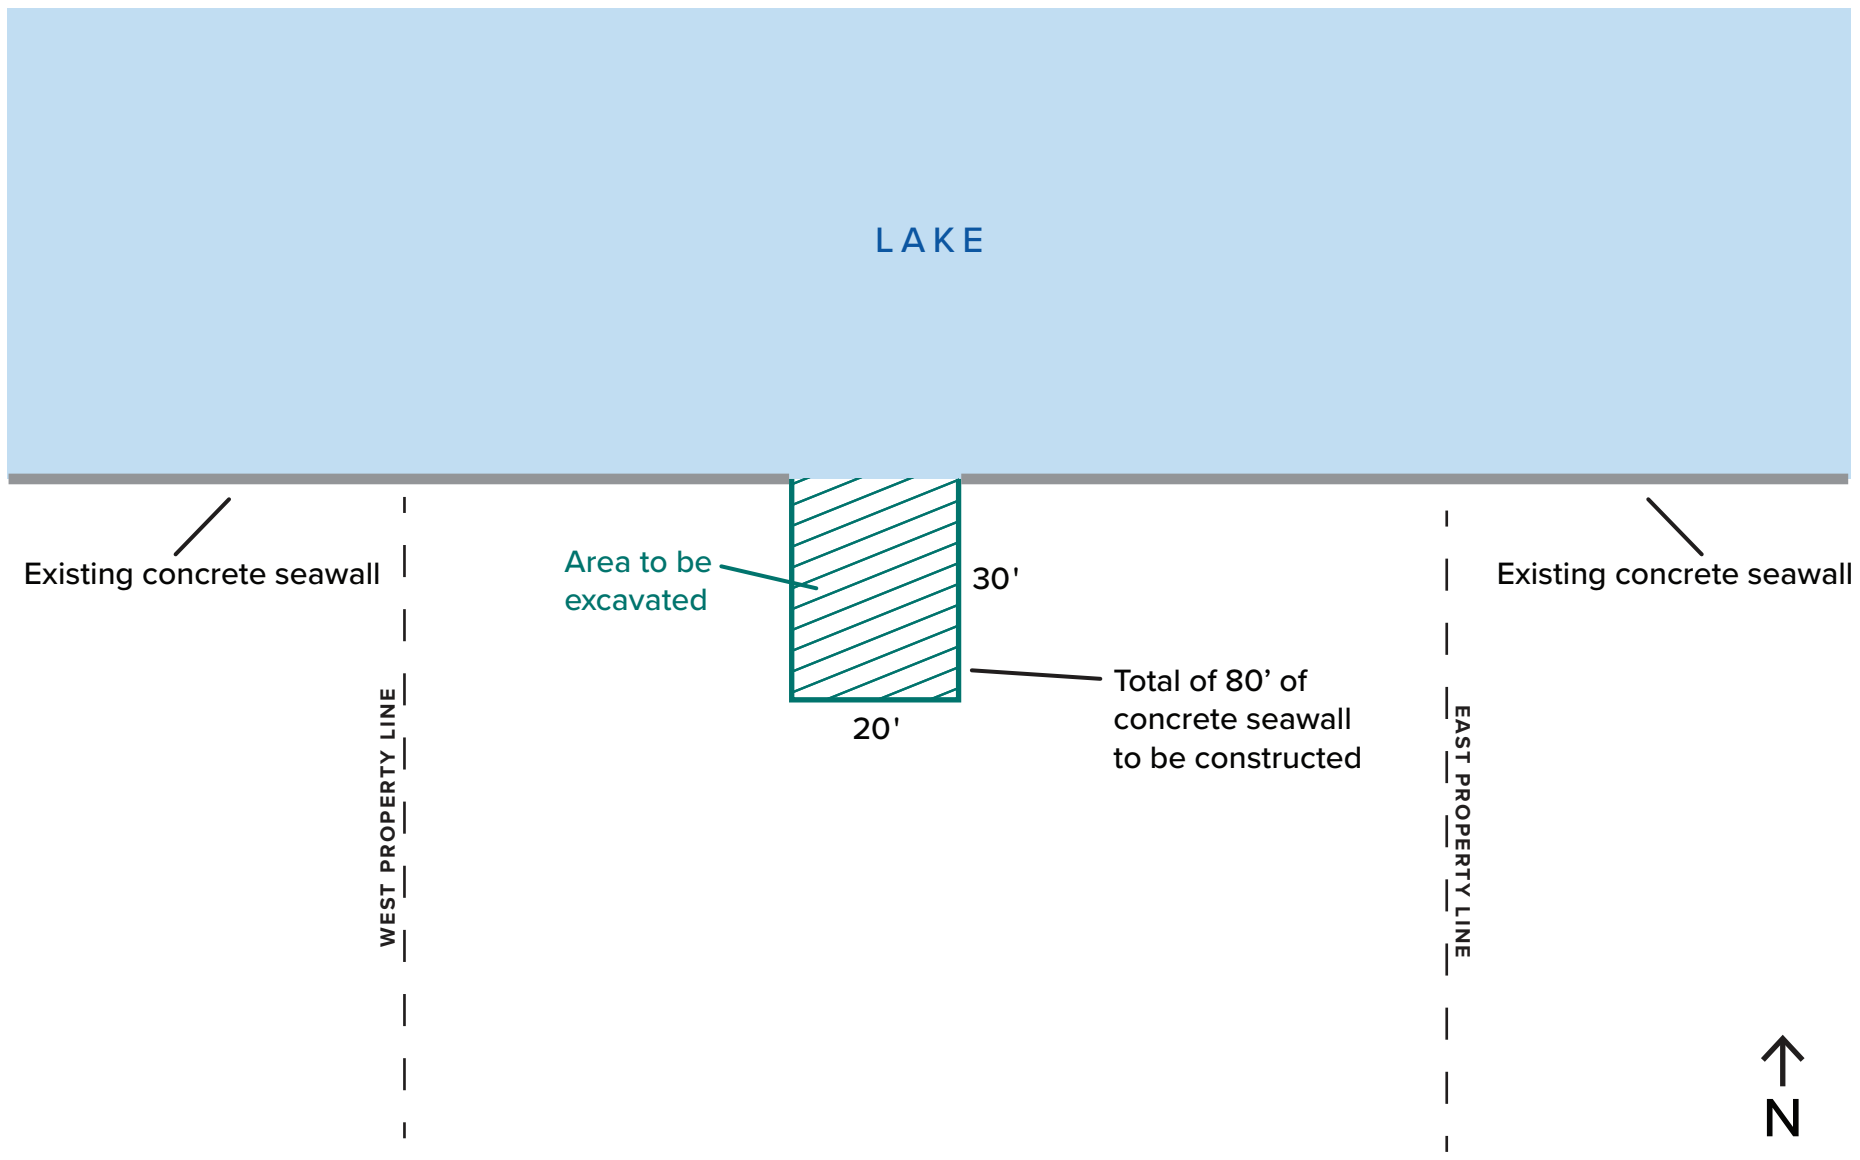 LAKE
Existing concrete seawall
Area to be
excavated
30'
Existing concrete seawall
20'
Total of 80’ of
concrete seawall
to be constructed
WEST PROPERTY LINE
EAST PROPERTY LINE
N